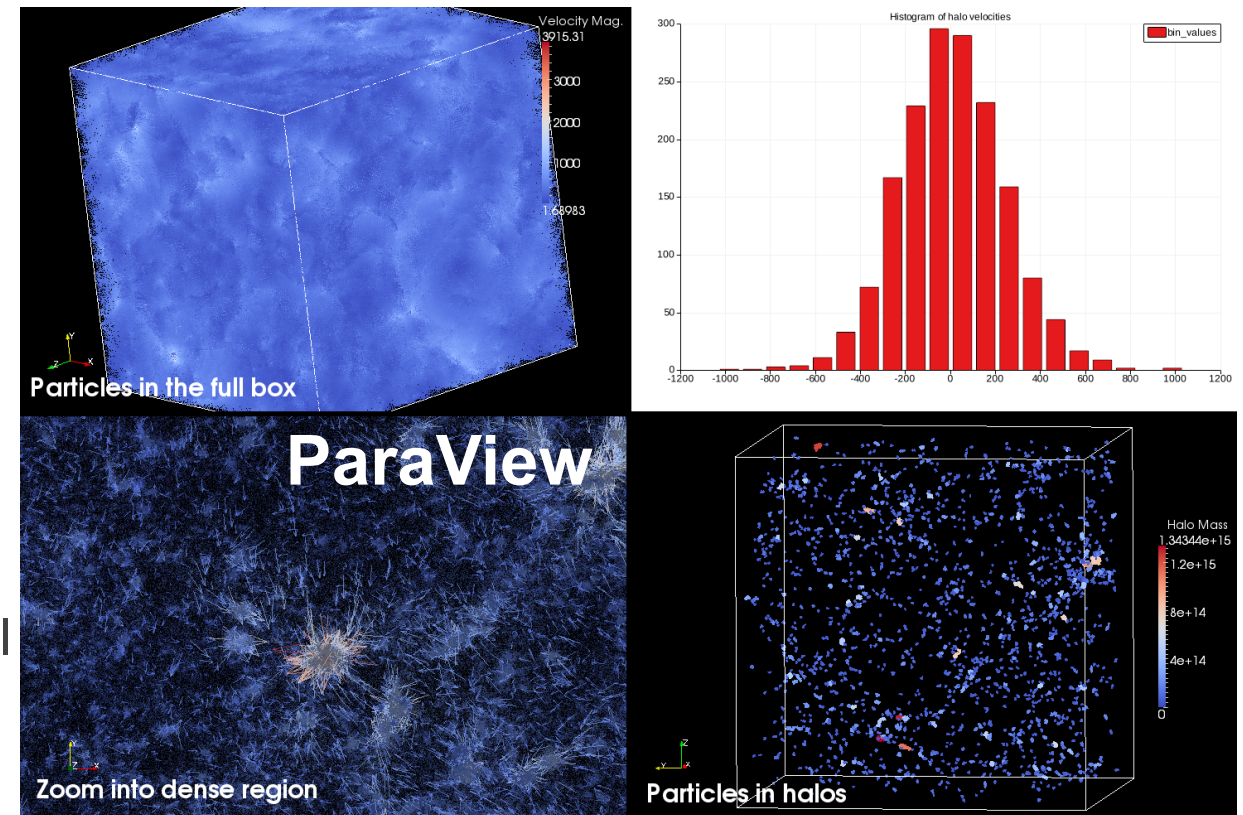 Velocity Mag.
3915.31
3000
2000
1000
1.68983
Y
Z
X
Particles in the full box
Histogram of halo velocities
bin_values
300
250
200
150
100
50
0
-1200 -1000 -800 -600 -400 -200 0 200 400 600 800 1000 1200
ParaView
Y
Z
X
Zoom into dense region
Halo Mass
1.34344e+15
1.2e+15
8e+14
4e+14
0
Z
Y
X
Particles in halos